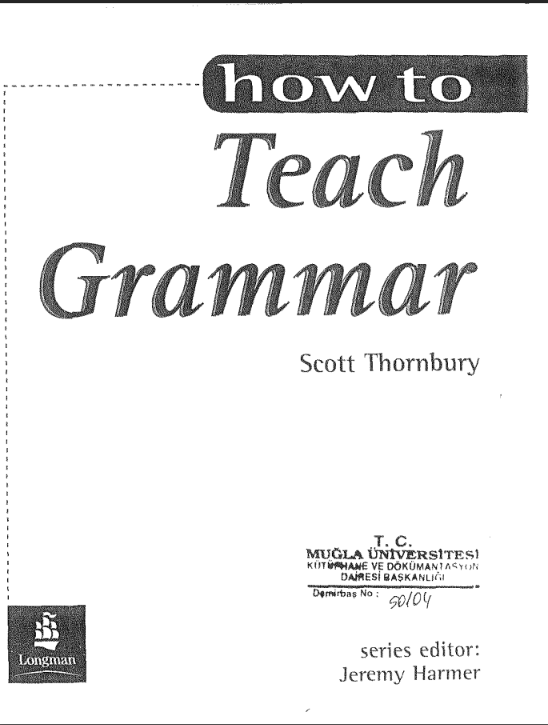 how to
Teach
Grammar
Scott Thornbury
T. C.
MUĞLA ÜNİVERSİTESİ
KÜTÜPHANE VE DÖKÜMANTASYON
DAİRESİ BAŞKANLIĞI
Demirbaş No :
Longman
series editor:
Jeremy Harmer